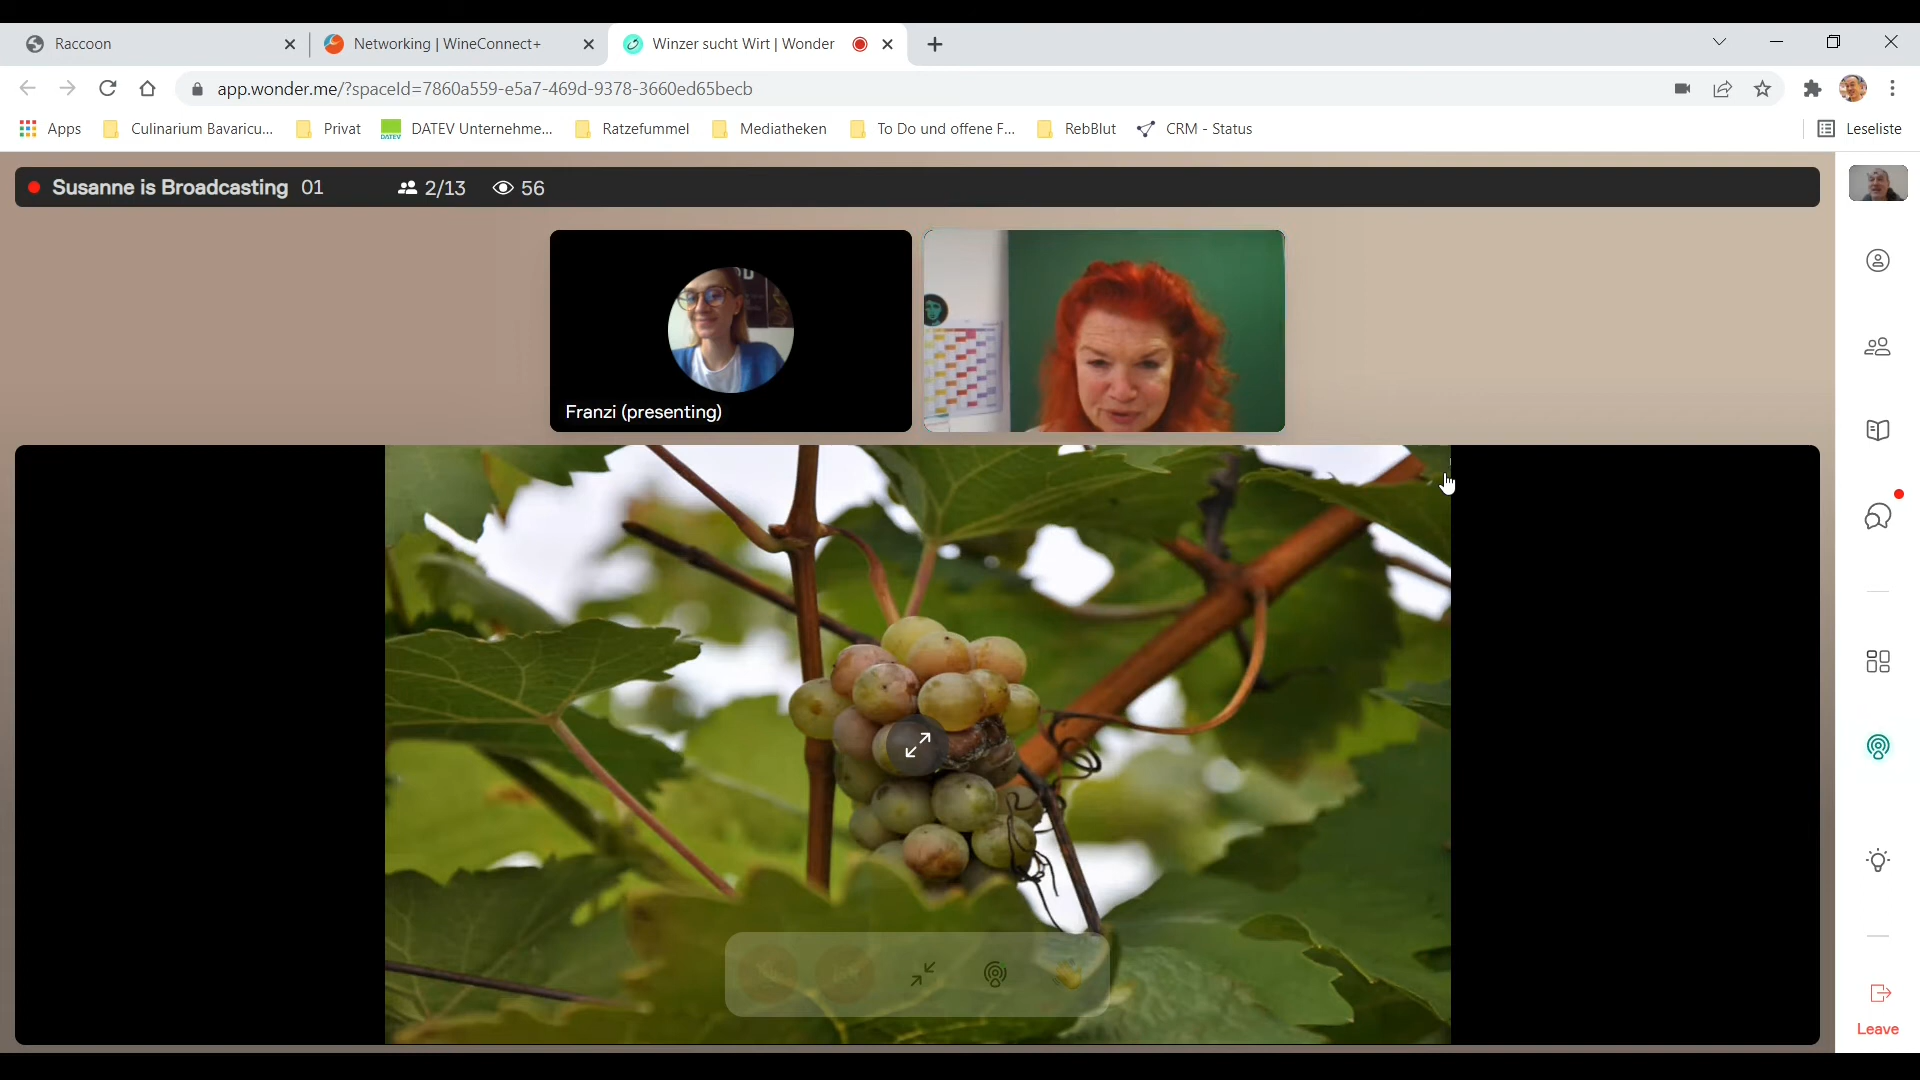 Raccoon
Networking | WineConnect+
Winzer sucht Wirt | Wonder
app.wonder.me/?spaceId=7860a559-e5a7-469d-9378-3660ed65becb
Apps
Culinarium Bavaricu...
Privat
DATEV
DATEV Unternehme...
Ratzefummel
Mediatheken
To Do und offene F...
RebBlut
CRM - Status
Leseliste
Susanne is Broadcasting 01
2/13
56
Franzi (presenting)
Leave